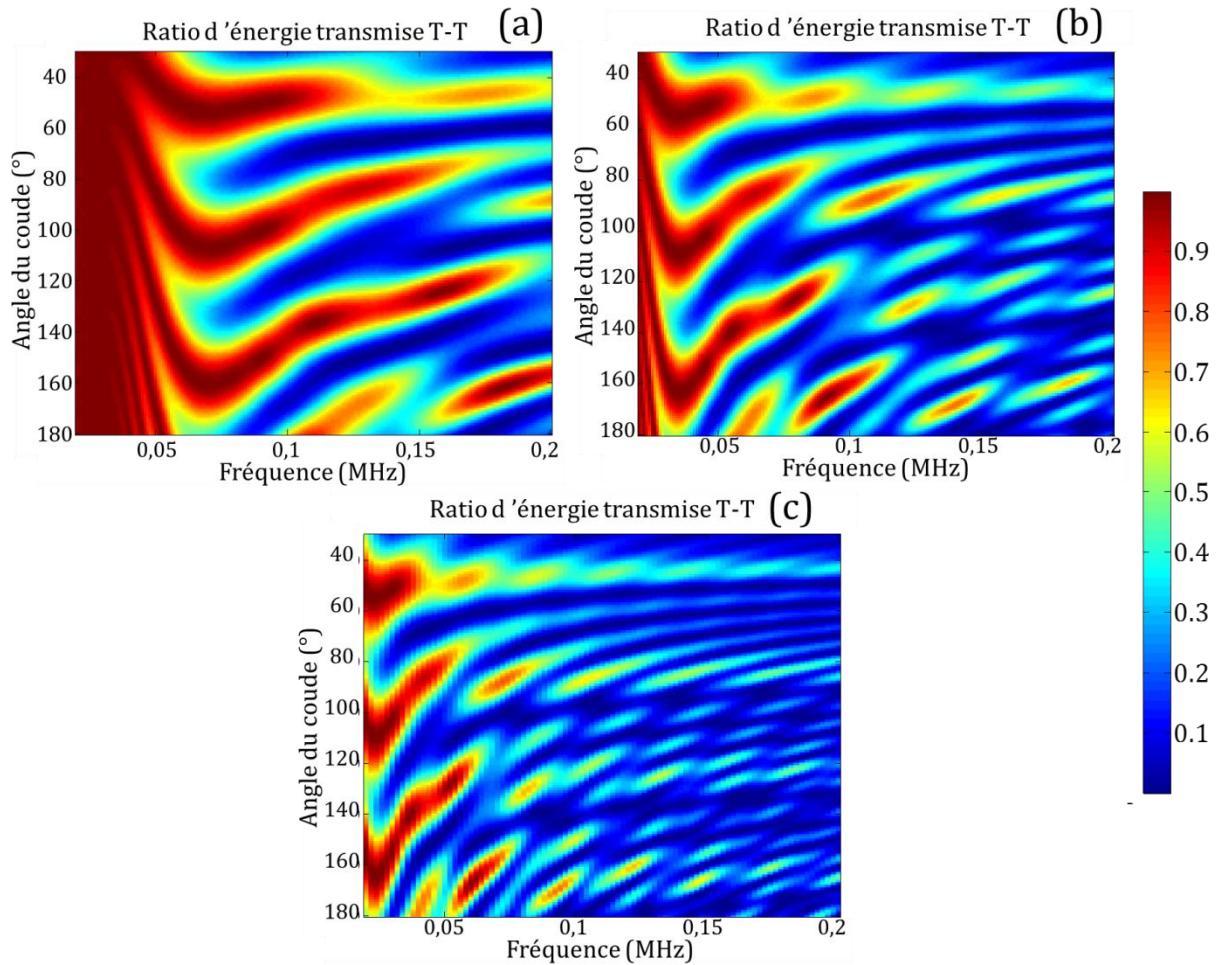 Ratio d ’énergie transmise T-T (a)
40
60
80
100
120
140
160
180
Angle du coude (°)
0,05 0,1 0,15 0,2
Fréquence (MHz)
Ratio d ’énergie transmise T-T (b)
40
60
80
100
120
140
160
180
Angle du coude (°)
0,05 0,1 0,15 0,2
Fréquence (MHz)
0.9
0.8
0.7
0.6
0.5
0.4
0.3
0.2
0.1
Ratio d ’énergie transmise T-T (c)
40
60
80
100
120
140
160
180
Angle du coude (°)
0,05 0,1 0,15 0,2
Fréquence (MHz)